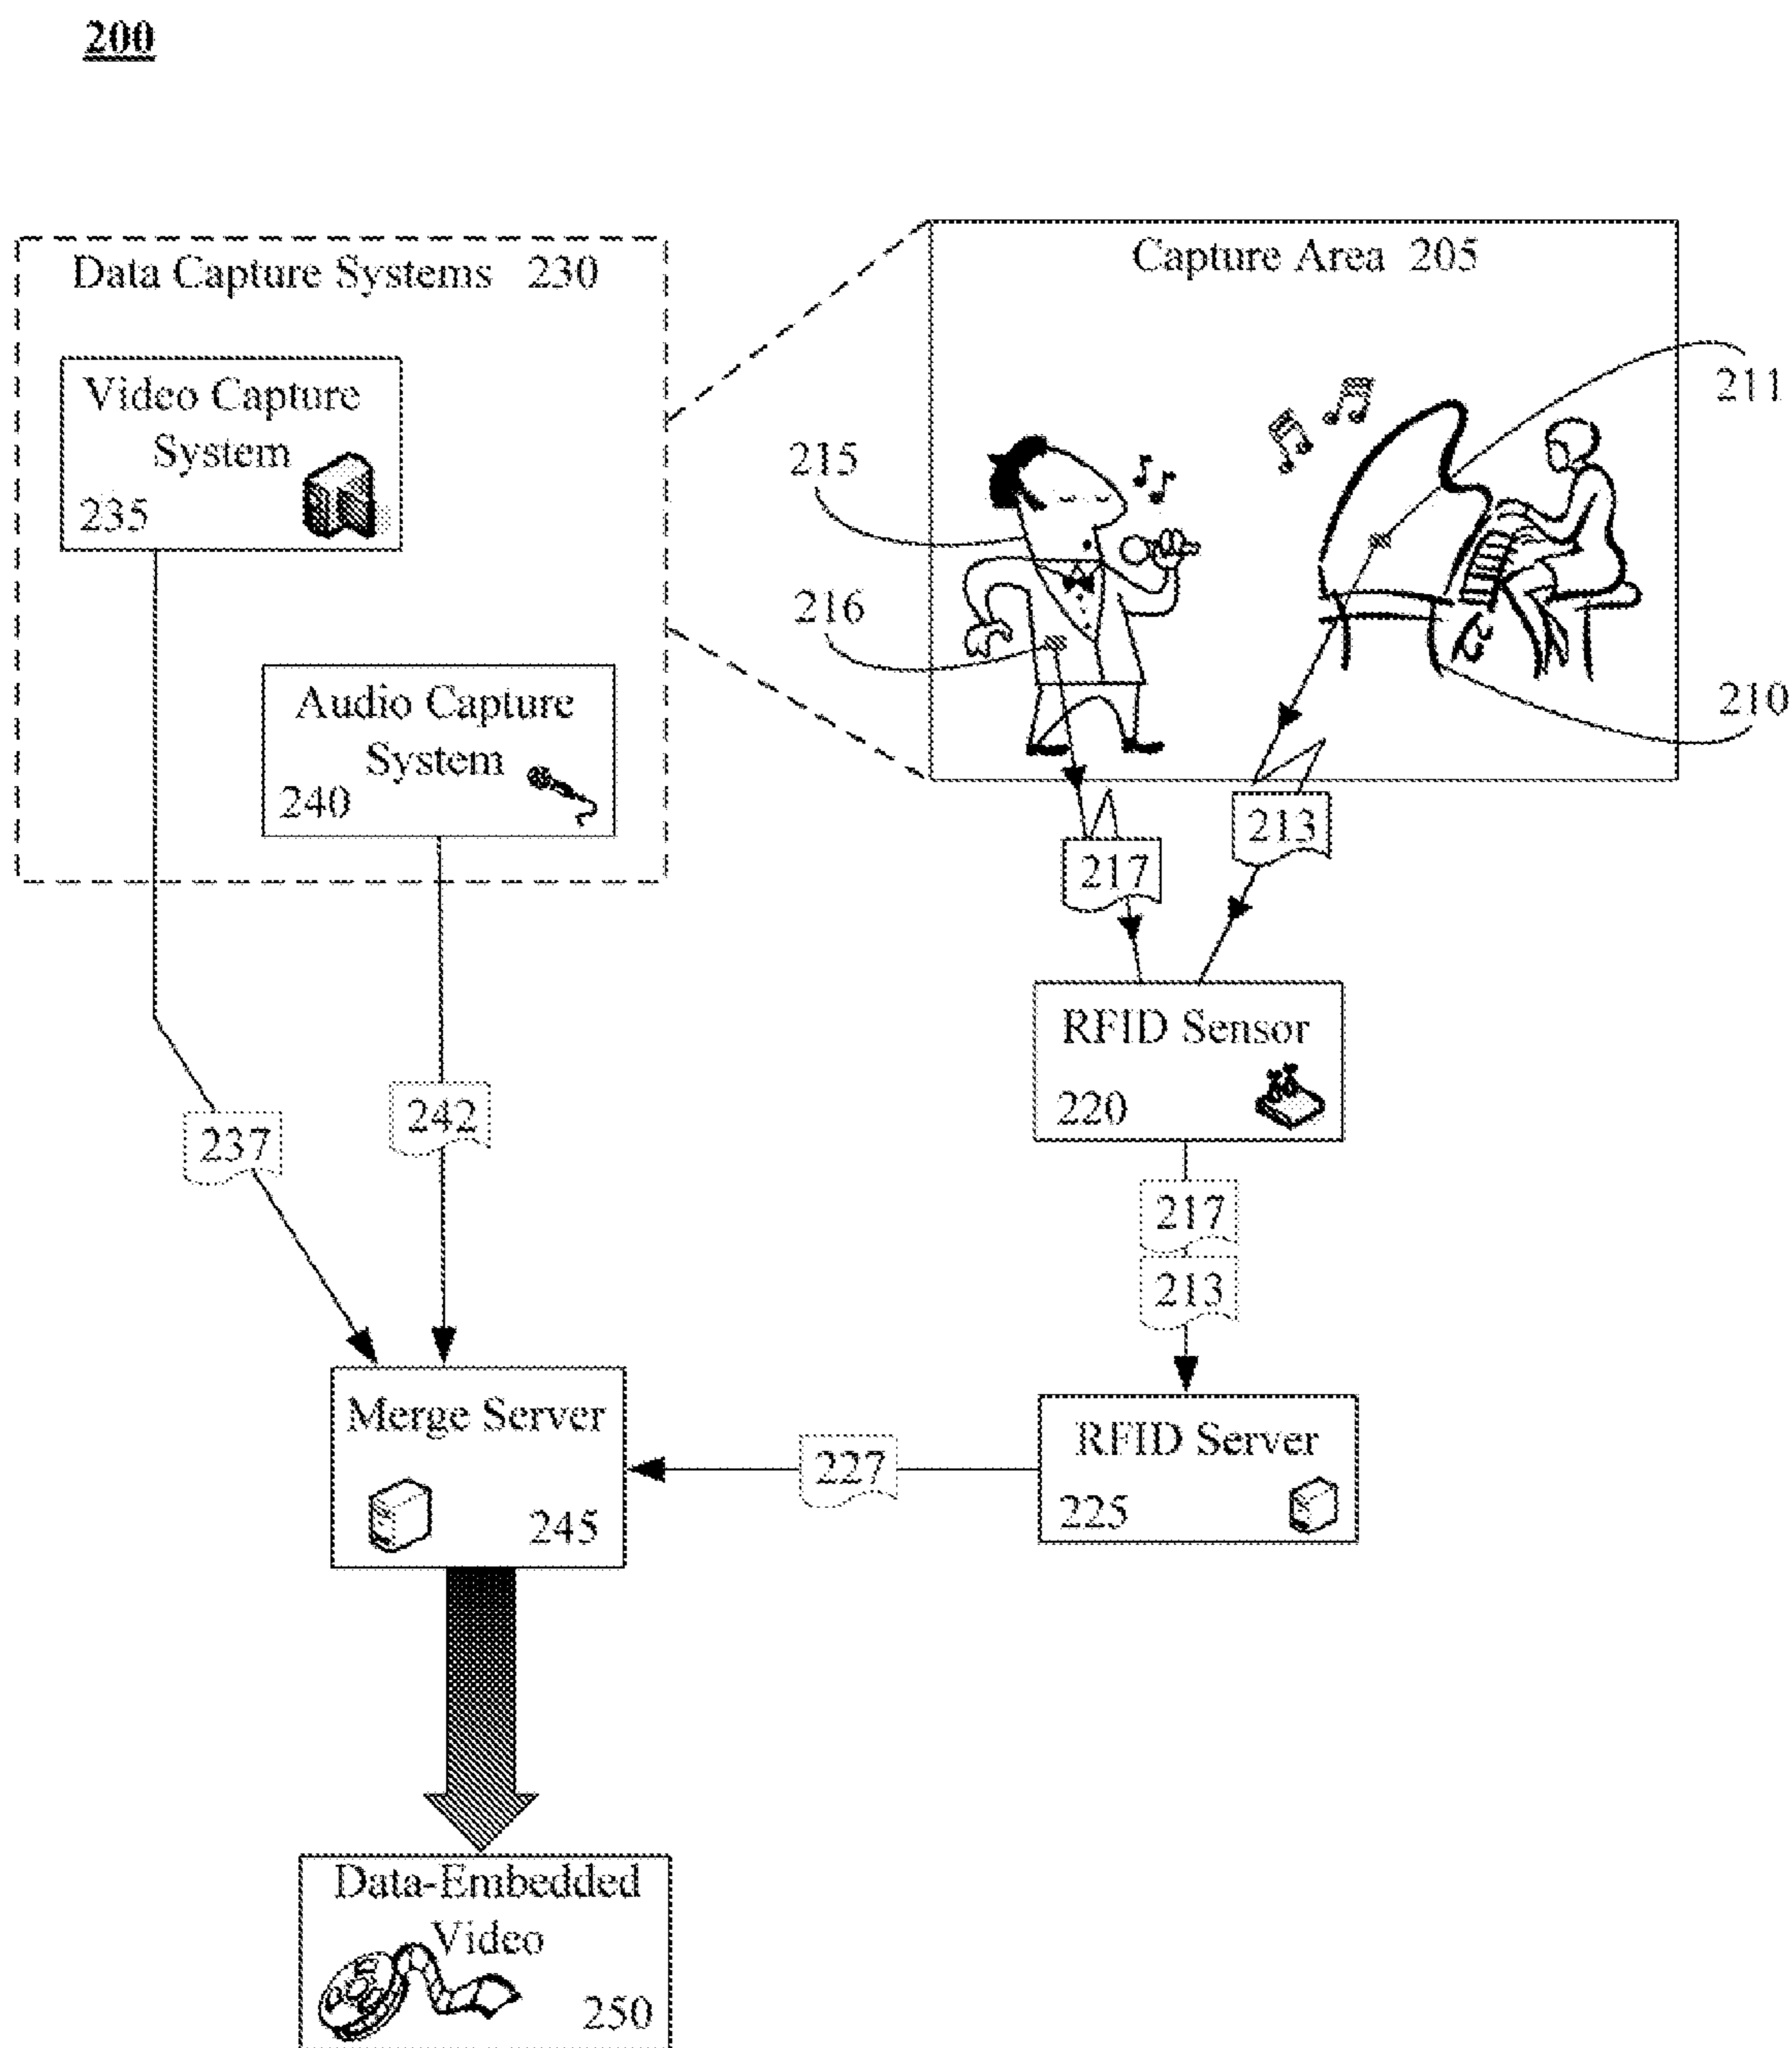 200
Data Capture Systems 230
Video Capture
System
235
Audio Capture
System
240
Capture Area 205
211
215
216
210
213
217
RFID Sensor
220
237
242
217
213
Merge Server
245
227
RFID Server
225
Data-Embedded
Video
250